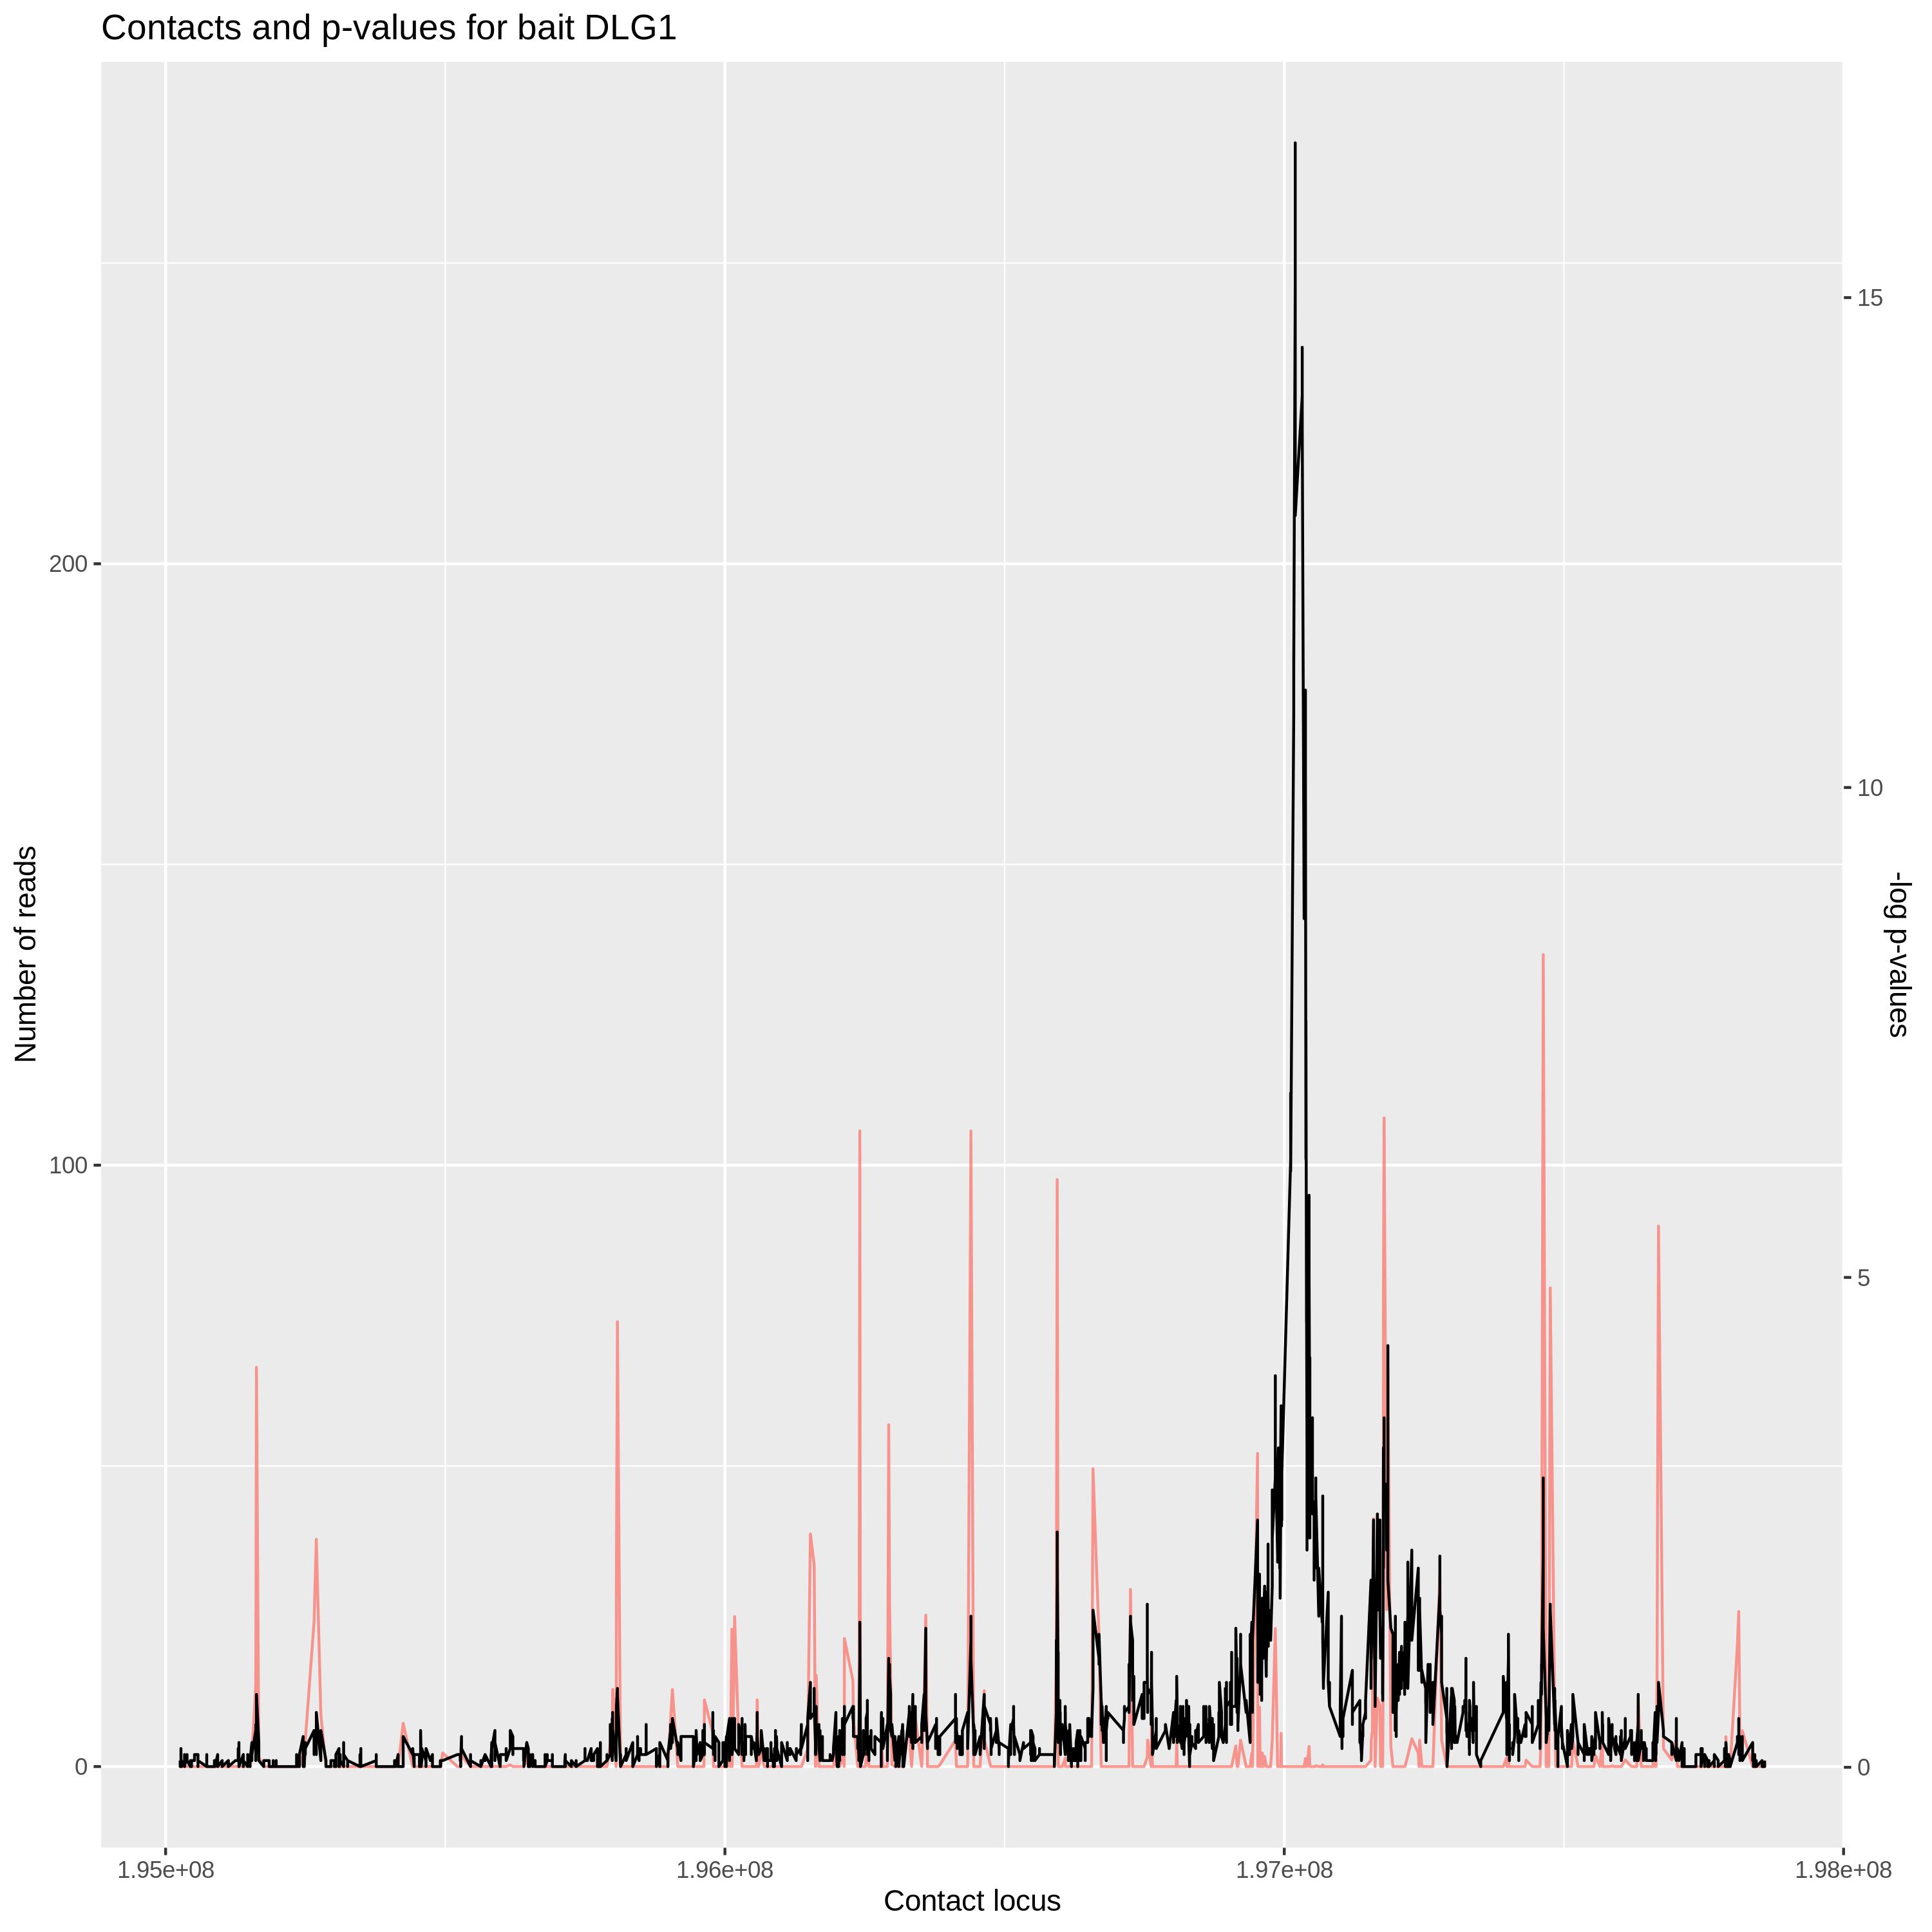 Contacts and p-values for bait DLG1
Number of reads
200
100
0
15
10
5
0
-log p-values
1.95e+08
1.96e+08
1.97e+08
1.98e+08
Contact locus